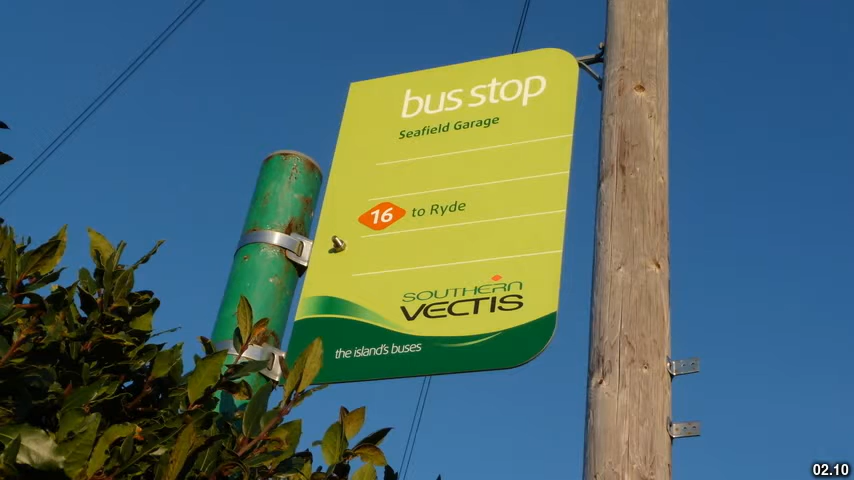 bus stop
Seafield Garage
16 to Ryde
SOUTHERN
VECTIS
the island's buses
02.10